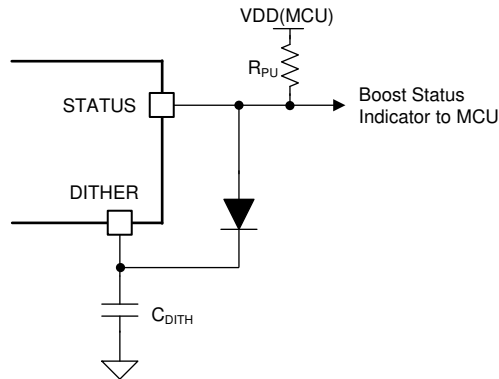 VDD(MCU)
RPU
STATUS
Boost Status
Indicator to MCU
DITHER
CDITH